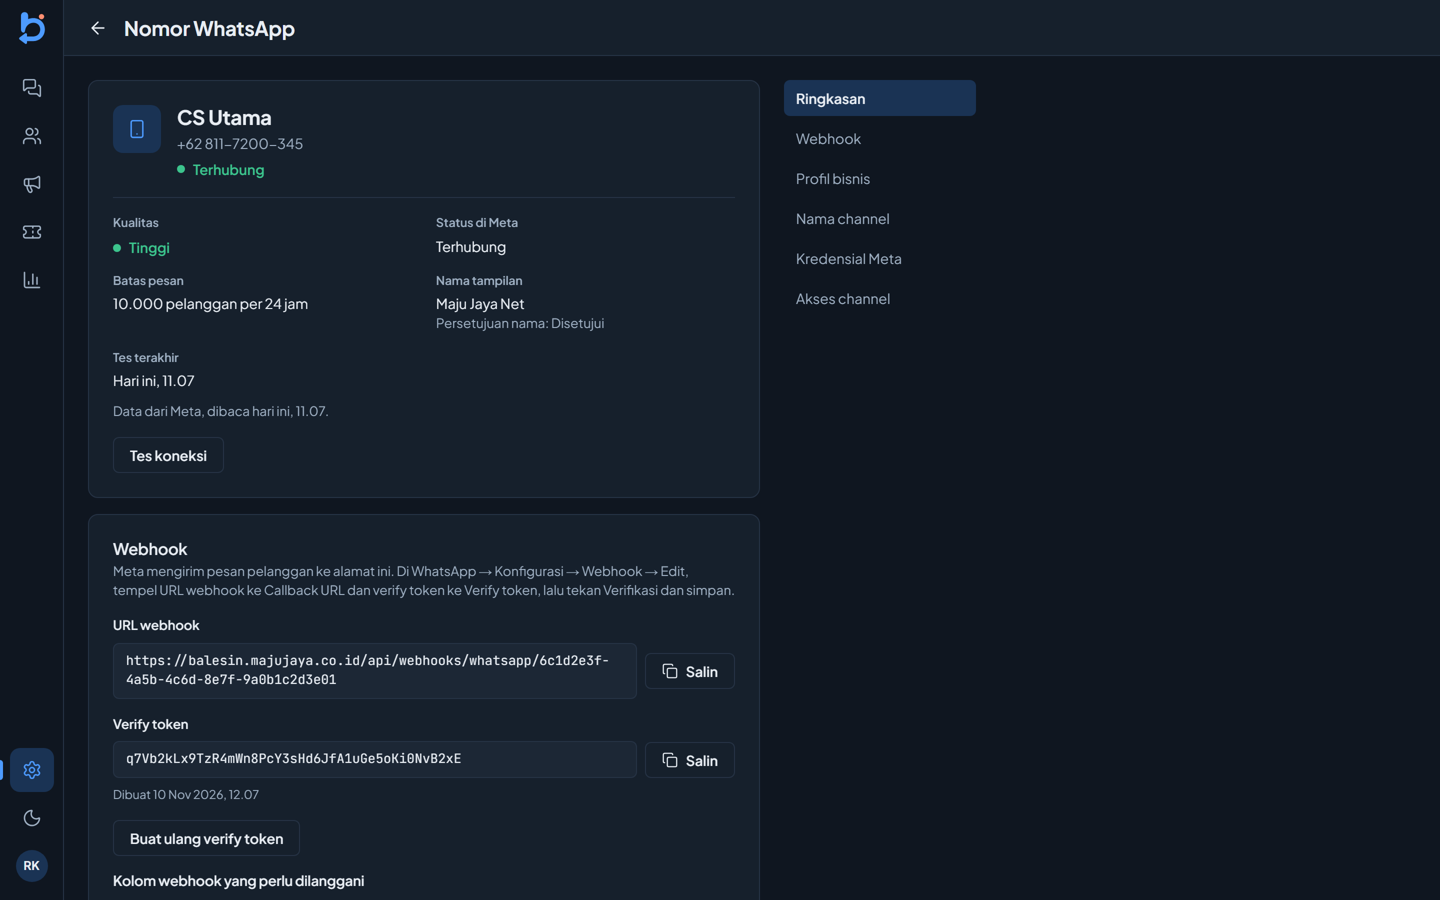 Nomor WhatsApp
CS Utama
+62 811-7200-345
Terhubung
Kualitas
Tinggi
Status di Meta
Terhubung
Batas pesan
10.000 pelanggan per 24 jam
Nama tampilan
Maju Jaya Net
Persetujuan nama: Disetujui
Tes terakhir
Hari ini, 11.07
Data dari Meta, dibaca hari ini, 11.07.
Tes koneksi
Webhook
Meta mengirim pesan pelanggan ke alamat ini. Di WhatsApp → Konfigurasi → Webhook → Edit,
tempel URL webhook ke Callback URL dan verify token ke Verify token, lalu tekan Verifikasi dan simpan.
URL webhook
https://balesin.majujaya.co.id/api/webhooks/whatsapp/6c1d2e3f-
4a5b-4c6d-8e7f-9a0b1c2d3e01
Salin
Verify token
q7Vb2kLx9TzR4mWn8PcY3sHd6JfA1uGe5oKi0NvB2xE
Salin
Dibuat 10 Nov 2026, 12.07
Buat ulang verify token
Kolom webhook yang perlu dilanggani
Ringkasan
Webhook
Profil bisnis
Nama channel
Kredensial Meta
Akses channel
RK